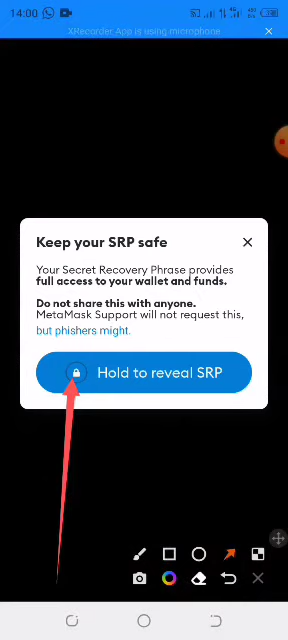 14:00
XRecorder App is using microphone
Keep your SRP safe
Your Secret Recovery Phrase provides
full access to your wallet and funds.
Do not share this with anyone.
MetaMask Support will not request this,
but phishers might.
Hold to reveal SRP